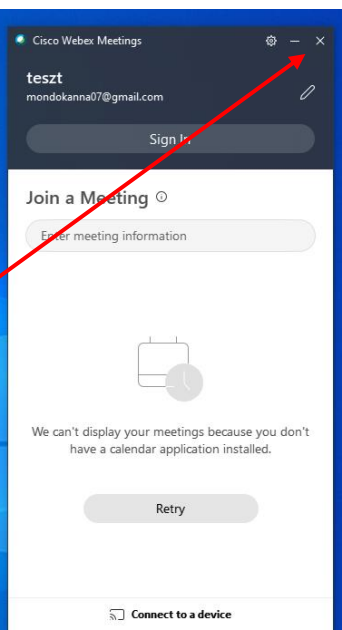 Cisco Webex Meetings
teszt
mondokanna07@gmail.com
Sign In
Join a Meeting
Enter meeting information
We can't display your meetings because you don't
have a calendar application installed.
Retry
Connect to a device